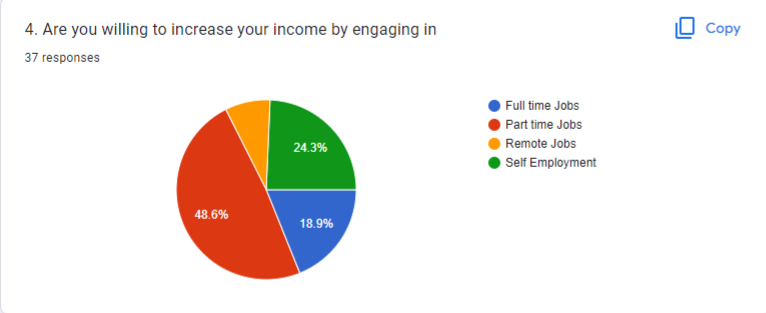 4. Are you willing to increase your income by engaging in
Copy
37 responses
24.3%
48.6%
18.9%
Full time Jobs
Part time Jobs
Remote Jobs
Self Employment